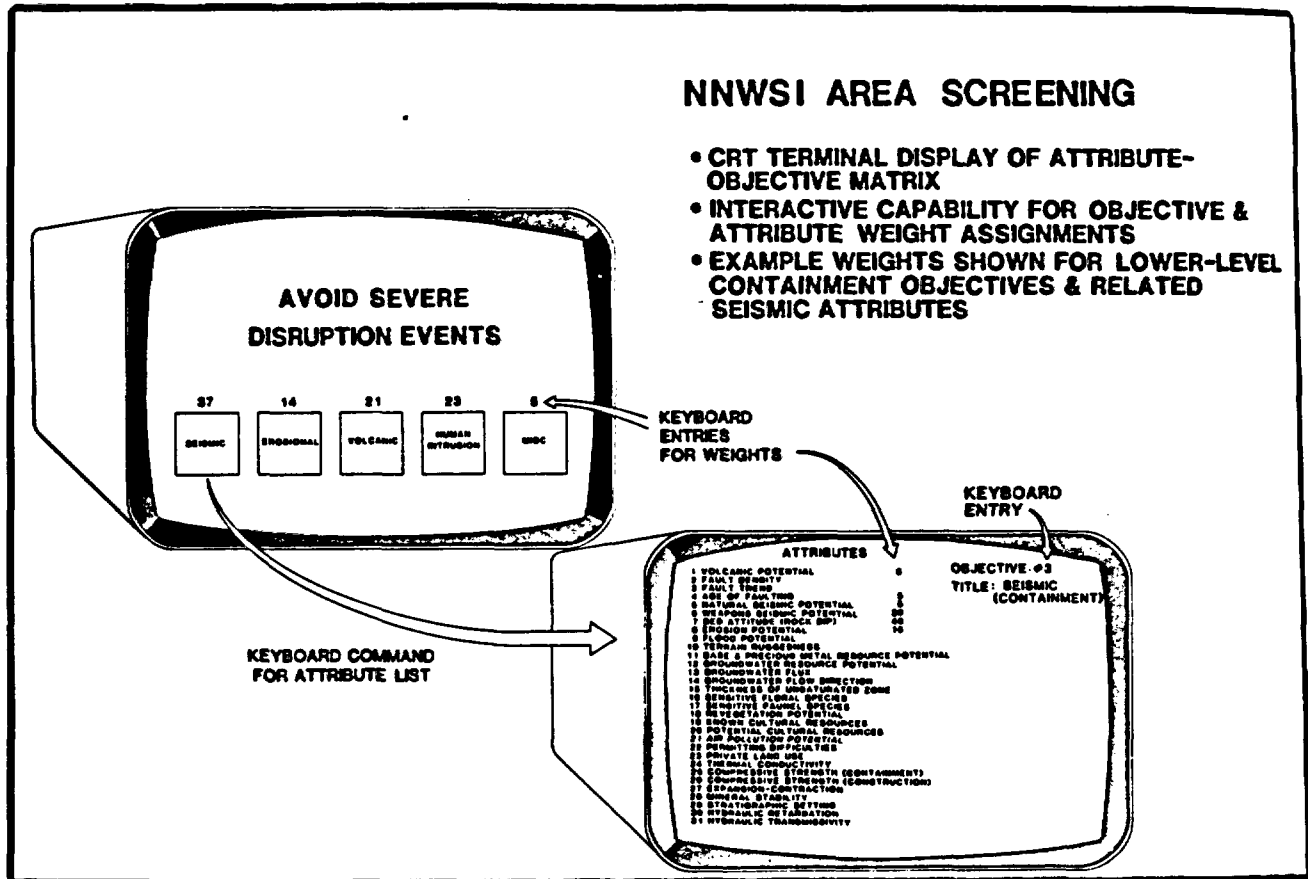 NNWSI AREA SCREENING
• CRT TERMINAL DISPLAY OF ATTRIBUTE-
OBJECTIVE MATRIX
• INTERACTIVE CAPABILITY FOR OBJECTIVE &
ATTRIBUTE WEIGHT ASSIGNMENTS
• EXAMPLE WEIGHTS SHOWN FOR LOWER-LEVEL
CONTAINMENT OBJECTIVES & RELATED
SEISMIC ATTRIBUTES
AVOID SEVERE
DISRUPTION EVENTS
37 14 21 23 5
SEISMIC EROSIONAL VOLCANIC HUMAN
INTRUSION MISC
KEYBOARD
ENTRIES
FOR WEIGHTS
KEYBOARD
ENTRY
KEYBOARD COMMAND
FOR ATTRIBUTE LIST
ATTRIBUTES
OBJECTIVE #3
TITLE: SEISMIC
(CONTAINMENT)
1 VOLCANIC POTENTIAL
2 FAULT DENSITY
3 FAULT TREND
4 AGE OF FAULTING
5 NATURAL SEISMIC POTENTIAL
6 WEAPONS SEISMIC POTENTIAL
7 BED ATTITUDE (ROCK DIP)
8 EROSION POTENTIAL
9 FLOOD POTENTIAL
10 TERRAIN RUGGEDNESS
11 BASE & PRECIOUS METAL RESOURCE POTENTIAL
12 GROUNDWATER RESOURCE POTENTIAL
13 GROUNDWATER FLUX
14 GROUNDWATER FLOW DIRECTION
15 THICKNESS OF UNSATURATED ZONE
16 SENSITIVE FLORAL SPECIES
17 SENSITIVE FAUNAL SPECIES
18 REVEGETATION POTENTIAL
19 KNOWN CULTURAL RESOURCES
20 POTENTIAL CULTURAL RESOURCES
21 AIR POLLUTION POTENTIAL
22 PERMITTING DIFFICULTIES
23 PRIVATE LAND USE
24 THERMAL CONDUCTIVITY
25 COMPRESSIVE STRENGTH (CONTAINMENT)
26 COMPRESSIVE STRENGTH (CONSTRUCTION)
27 EXPANSION-CONTRACTION
28 MINERAL STABILITY
29 STRATIGRAPHIC SETTING
30 HYDRAULIC RETARDATION
31 HYDRAULIC TRANSMISSIVITY